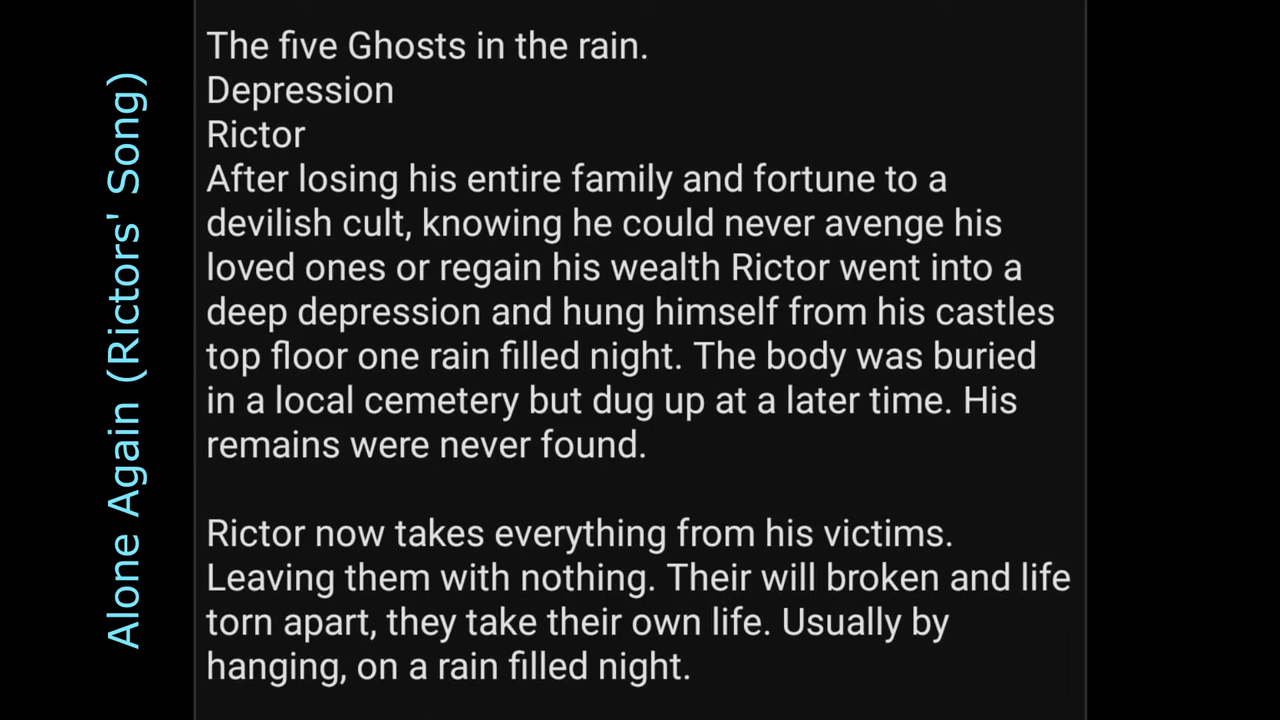 Alone Again (Rictors' Song)
The five Ghosts in the rain.
Depression
Rictor
After losing his entire family and fortune to a
devilish cult, knowing he could never avenge his
loved ones or regain his wealth Rictor went into a
deep depression and hung himself from his castles
top floor one rain filled night. The body was buried
in a local cemetery but dug up at a later time. His
remains were never found.
Rictor now takes everything from his victims.
Leaving them with nothing. Their will broken and life
torn apart, they take their own life. Usually by
hanging, on a rain filled night.